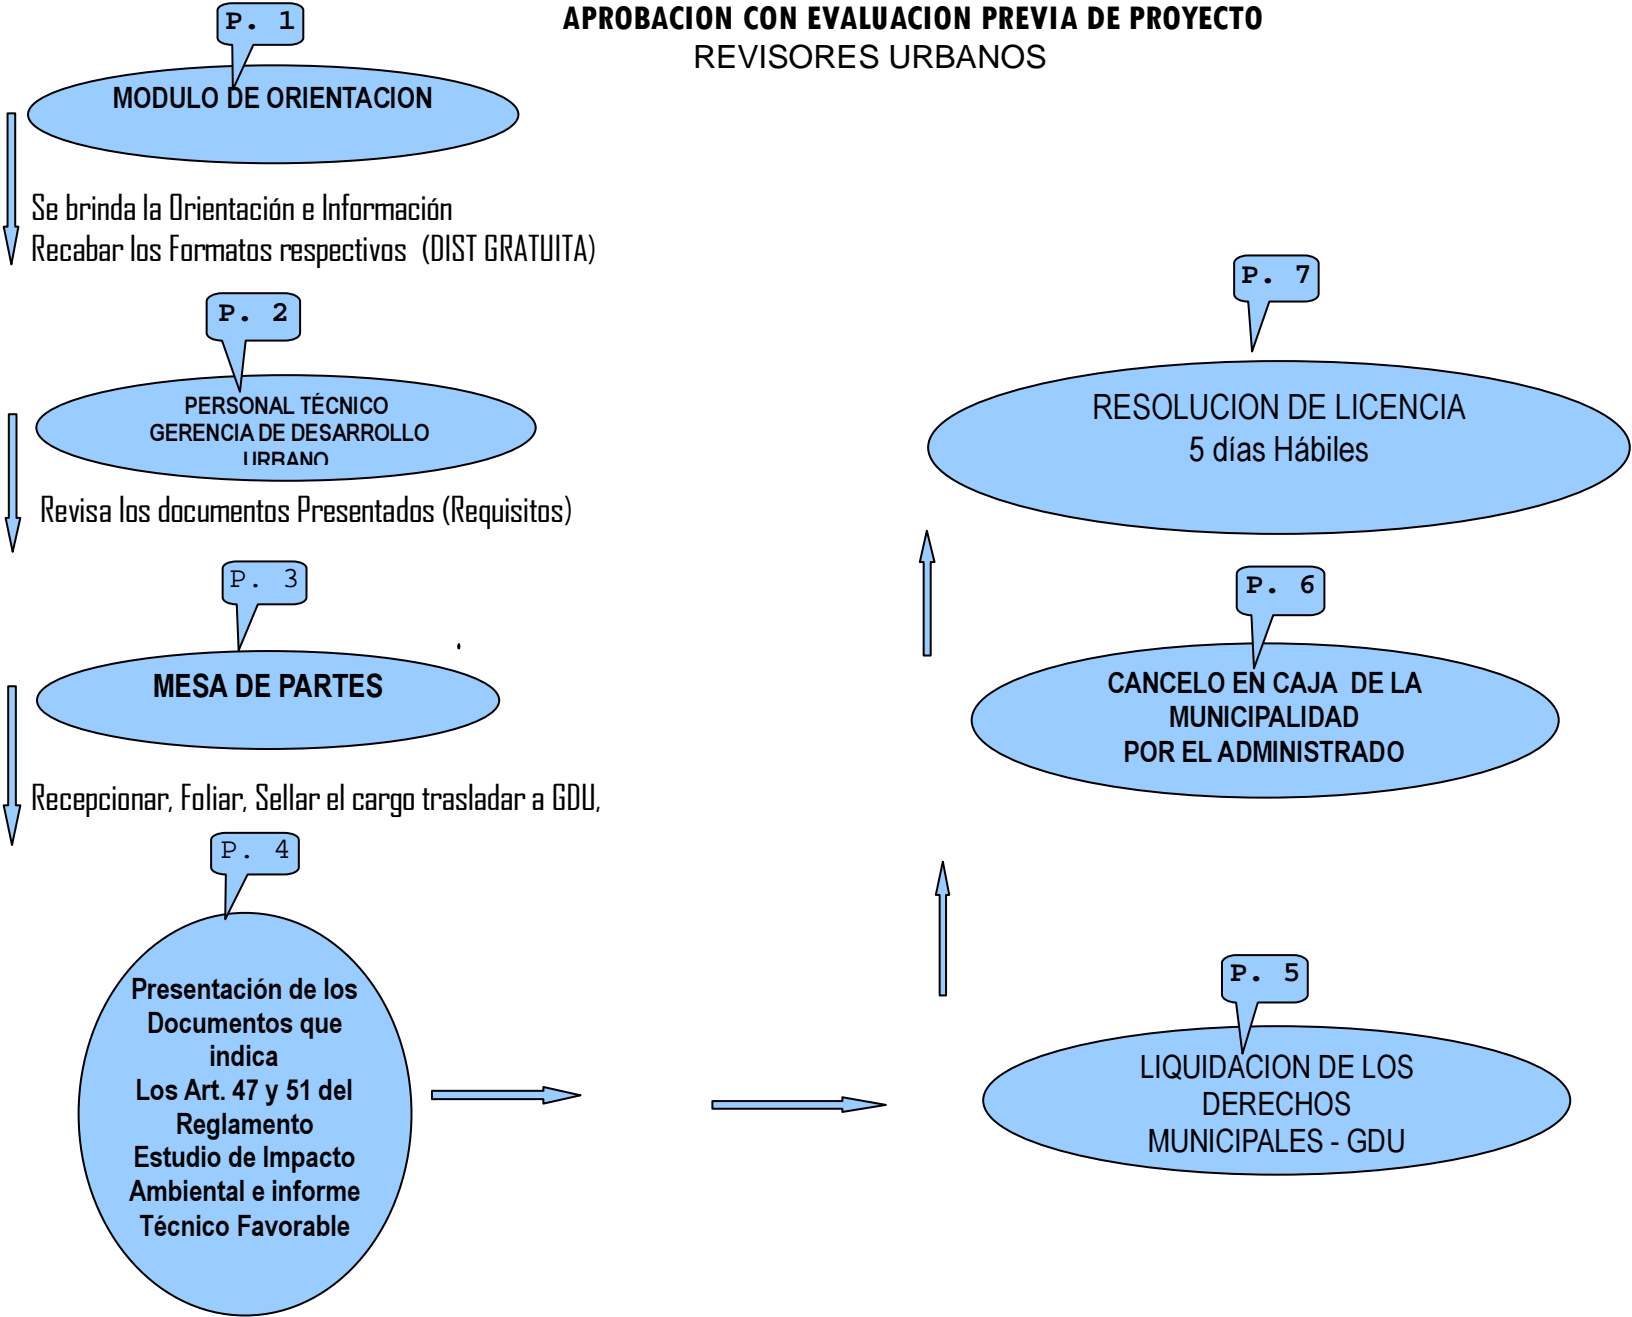 APROBACION CON EVALUACION PREVIA DE PROYECTO
REVISORES URBANOS
P. 1
MODULO DE ORIENTACION
Se brinda la Orientación e Información
Recabar los Formatos respectivos (DIST GRATUITA)
P. 2
PERSONAL TÉCNICO
GERENCIA DE DESARROLLO
URBANO
Revisa los documentos Presentados (Requisitos)
P. 3
MESA DE PARTES
Recepcionar, Foliar, Sellar el cargo trasladar a GDU,
P. 4
Presentación de los
Documentos que
indica
Los Art. 47 y 51 del
Reglamento
Estudio de Impacto
Ambiental e informe
Técnico Favorable
P. 5
LIQUIDACION DE LOS
DERECHOS
MUNICIPALES - GDU
P. 6
CANCELO EN CAJA DE LA
MUNICIPALIDAD
POR EL ADMINISTRADO
P. 7
RESOLUCION DE LICENCIA
5 días Hábiles